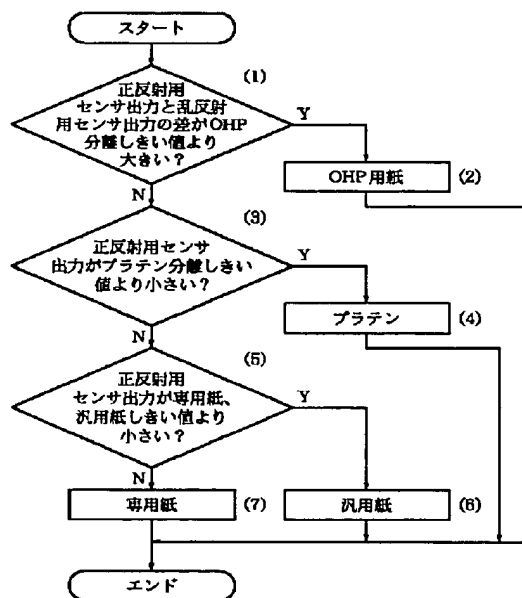 スタート
(1)
正反射用
センサ出力と乱反射
用センサ出力の差がOHP
分離しきい値より
大きい？
Y
N
OHP用紙
(2)
(3)
正反射用センサ
出力がプラテン分離しきい
値より小さい？
Y
N
プラテン
(4)
(5)
正反射用
センサ出力が専用紙、
汎用紙しきい値より
小さい？
Y
N
専用紙
(7)
汎用紙
(6)
エンド